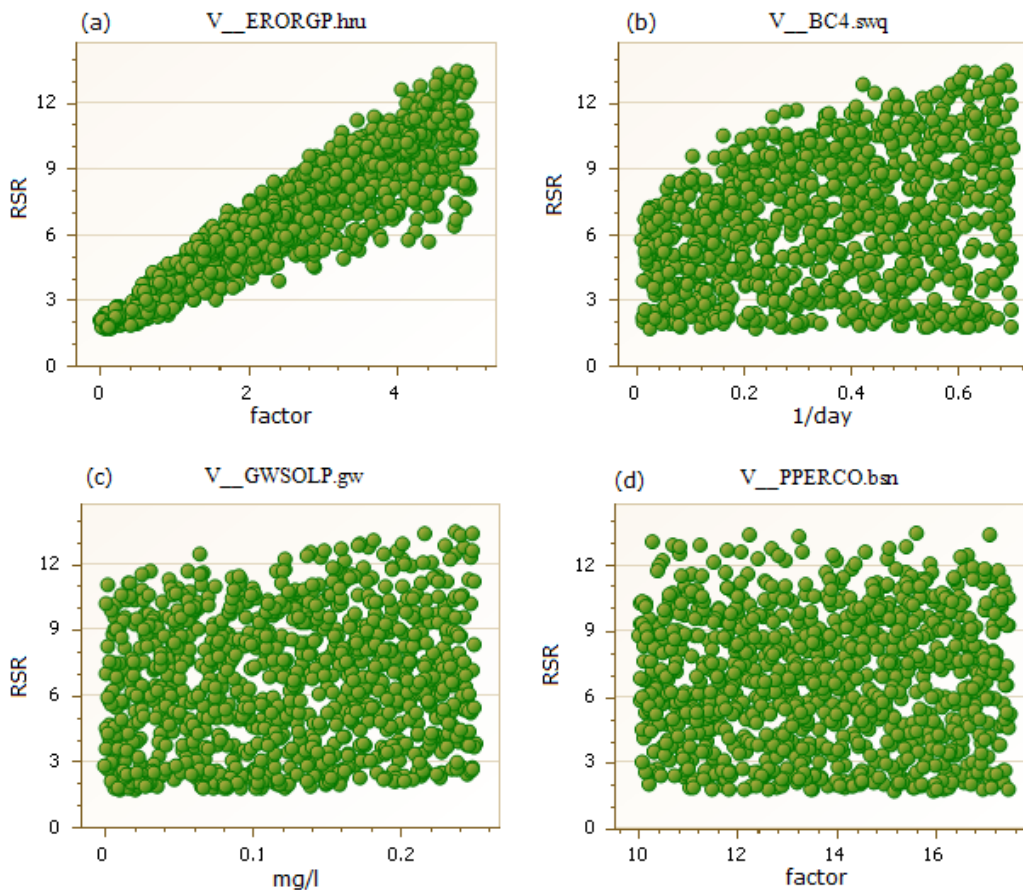 (a) V__ERORGP.hru
RSR
12
9
6
3
0
0 2 4
factor
(b) V__BC4.swq
RSR
12
9
6
3
0
0 0.2 0.4 0.6
1/day
(c) V__GWSOLP.gw
RSR
12
9
6
3
0
0 0.1 0.2
mg/l
(d) V__PPERCO.bsn
RSR
12
9
6
3
0
10 12 14 16
factor